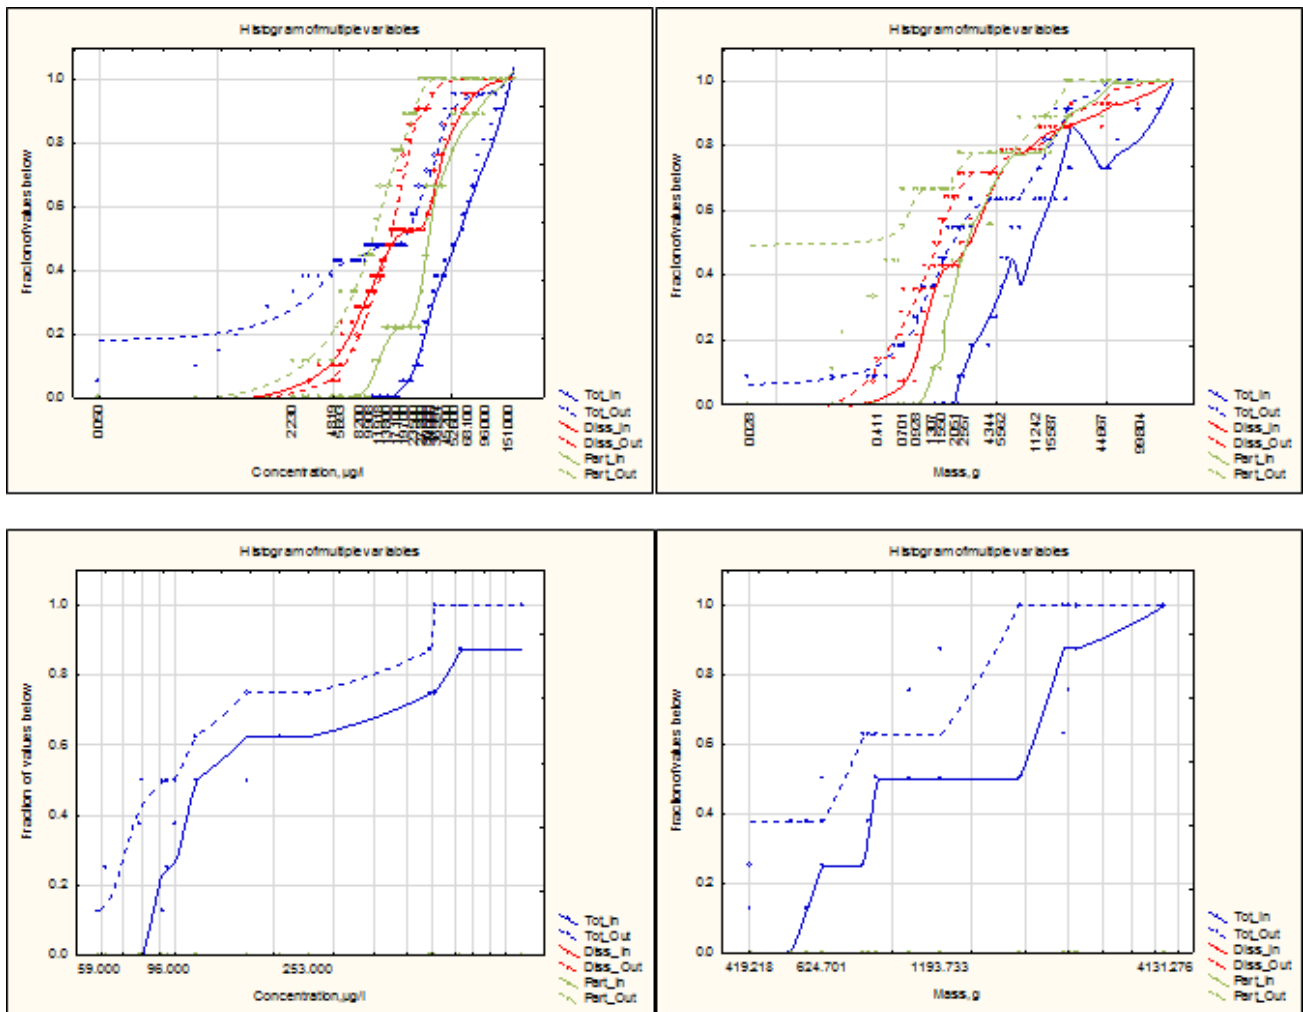 Histogram of multiple variables
Fraction of values below
1.0
0.8
0.6
0.4
0.2
0.0
0.050
2.230
4.819
151.000
Concentration, µg/l
Tot_In
Tot_Out
Diss_In
Diss_Out
Part_In
Part_Out
Histogram of multiple variables
Fraction of values below
1.0
0.8
0.6
0.4
0.2
0.0
0.028
0.411
0.701
0.928
4.344
11.242
15.587
44.667
99.804
Mass, g
Tot_In
Tot_Out
Diss_In
Diss_Out
Part_In
Part_Out
Histogram of multiple variables
Fraction of values below
1.0
0.8
0.6
0.4
0.2
0.0
59.000
96.000
253.000
Concentration, µg/l
Tot_In
Tot_Out
Diss_In
Diss_Out
Part_In
Part_Out
Histogram of multiple variables
Fraction of values below
1.0
0.8
0.6
0.4
0.2
0.0
419.218
624.701
1193.733
4131.276
Mass, g
Tot_In
Tot_Out
Diss_In
Diss_Out
Part_In
Part_Out